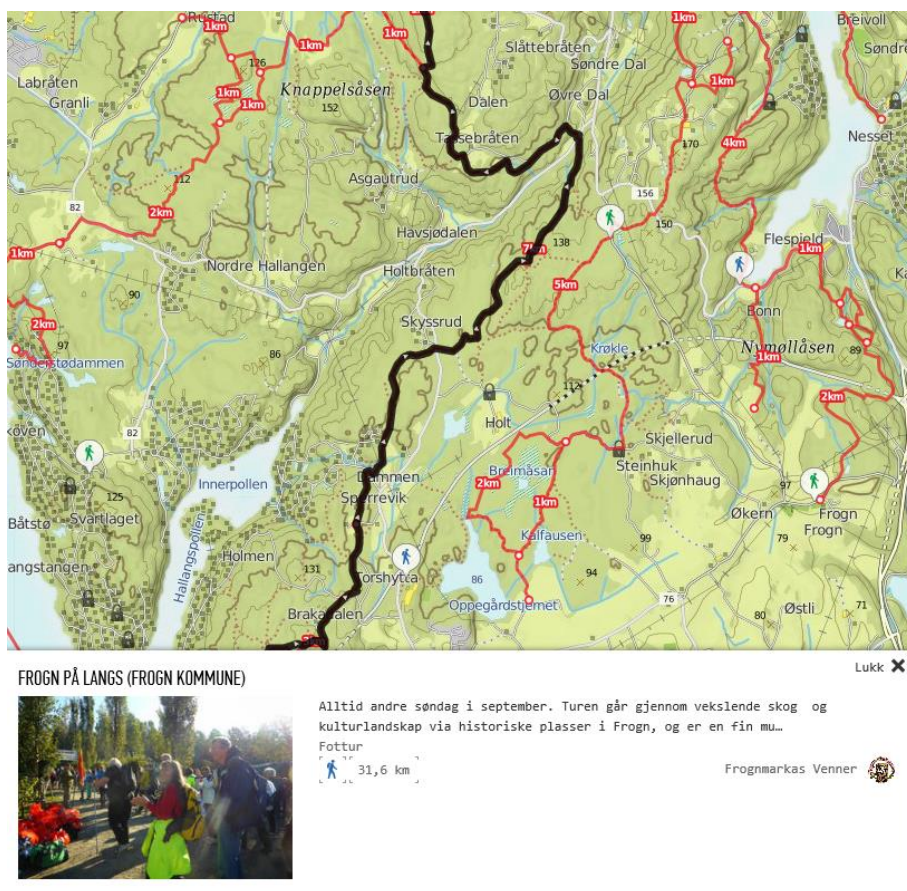 Rustad
1km
1km
1km
1km
Breivoll
Slåttebråten
Søndre Dal
Søndre
Labråten
126
Knappelsåsen
1km
1km
Granli
1km
Øvre Dal
152
Dalen
Tassebråten
4km
170
Nesset
Asgautrud
112
82
2km
156
Havsjødalen
150
Flespjeld
1km
1km
7km
138
Nordre Hallangen
Holtbråten
5km
90
Bonn
Skyssrud
2km
97
Krøkle
Nymøllåsen
89
Sønderstødammen
86
1km
112
2km
koven
82
Holt
Skjellerud
Dammen
Breimåsan
Steinhuk
Innerpollen
2km
Skjønhaug
97
125
Sperrevik
1km
Økern
Frogn
Båtstø
Svartlaget
Frogn
Kalfausen
99
79
Hallangspollen
Holmen
angstangen
131
Torshytta
86
94
76
Oppegårdstjernet
Østli
71
80
Brakadalen
Lukk
FROGN PÅ LANGS (FROGN KOMMUNE)
Alltid andre søndag i september. Turen går gjennom vekslende skog og
kulturlandskap via historiske plasser i Frogn, og er en fin mu…
Fottur
31,6 km
Frognmarkas Venner